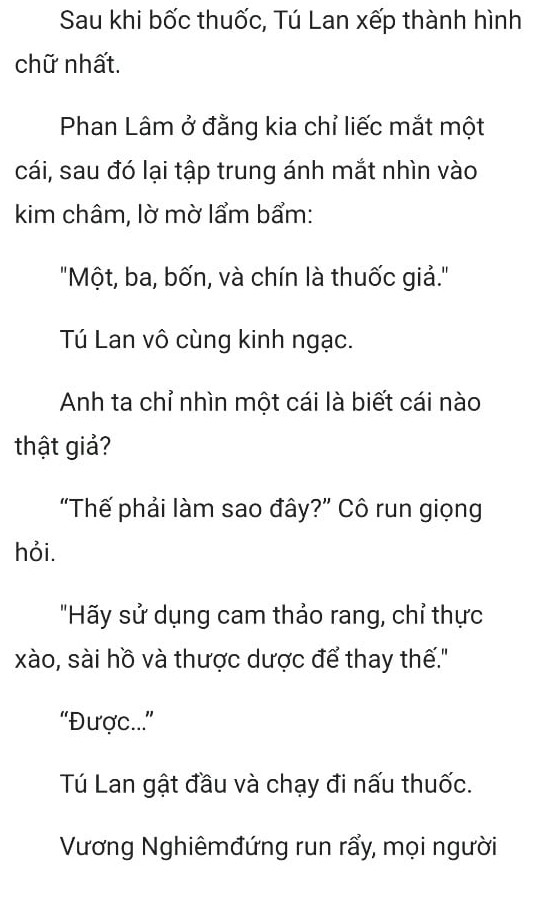 Sau khi bốc thuốc, Tú Lan xếp thành hình
chữ nhất.
Phan Lâm ở đằng kia chỉ liếc mắt một
cái, sau đó lại tập trung ánh mắt nhìn vào
kim châm, lờ mờ lẩm bẩm:
"Một, ba, bốn, và chín là thuốc giả."
Tú Lan vô cùng kinh ngạc.
Anh ta chỉ nhìn một cái là biết cái nào
thật giả?
“Thế phải làm sao đây?” Cô run giọng
hỏi.
"Hãy sử dụng cam thảo rang, chỉ thực
xào, sài hồ và thược dược để thay thế."
“Được...”
Tú Lan gật đầu và chạy đi nấu thuốc.
Vương Nghiêmđứng run rẩy, mọi người